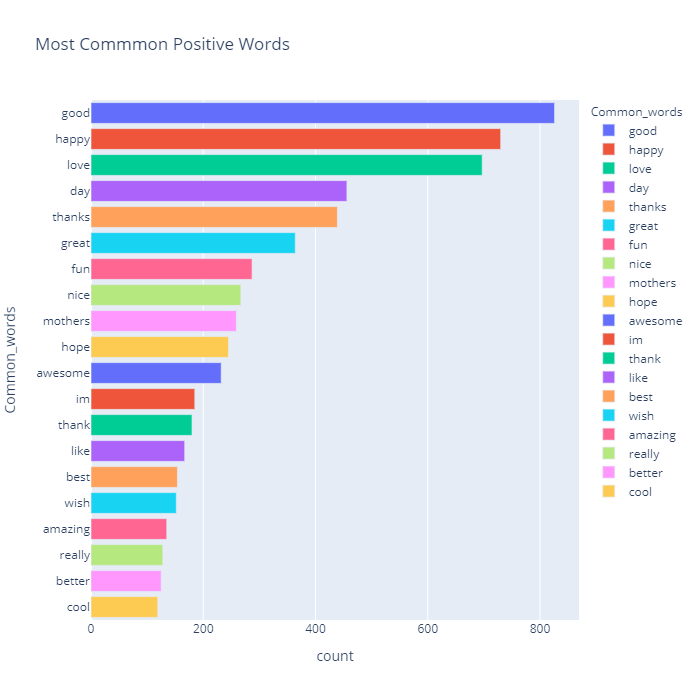 Most Commmon Positive Words
Common_words
good
happy
love
day
thanks
great
fun
nice
mothers
hope
awesome
im
thank
like
best
wish
amazing
really
better
cool
0 200 400 600 800
count
Common_words
good
happy
love
day
thanks
great
fun
nice
mothers
hope
awesome
im
thank
like
best
wish
amazing
really
better
cool